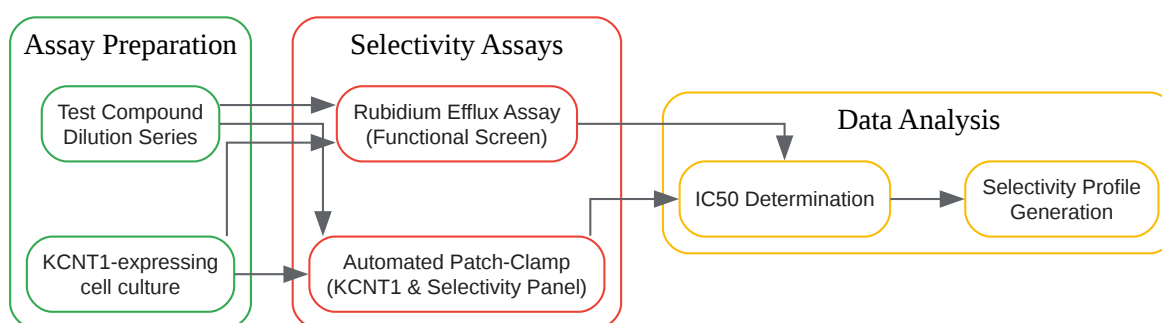 Assay Preparation
Test Compound
Dilution Series
KCNT1-expressing
cell culture
Selectivity Assays
Rubidium Efflux Assay
(Functional Screen)
Automated Patch-Clamp
(KCNT1 & Selectivity Panel)
Data Analysis
IC50 Determination
Selectivity Profile
Generation